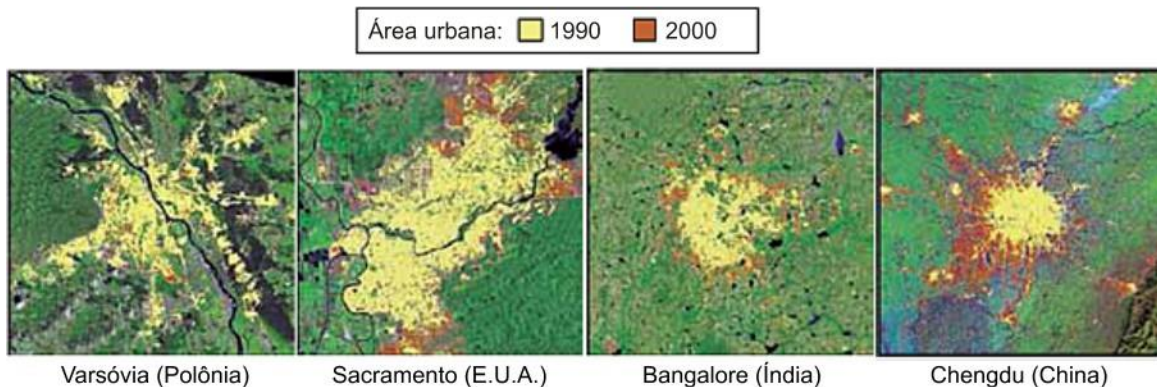 Área urbana: 1990 2000
Varsóvia (Polônia) Sacramento (E.U.A.) Bangalore (Índia) Chengdu (China)